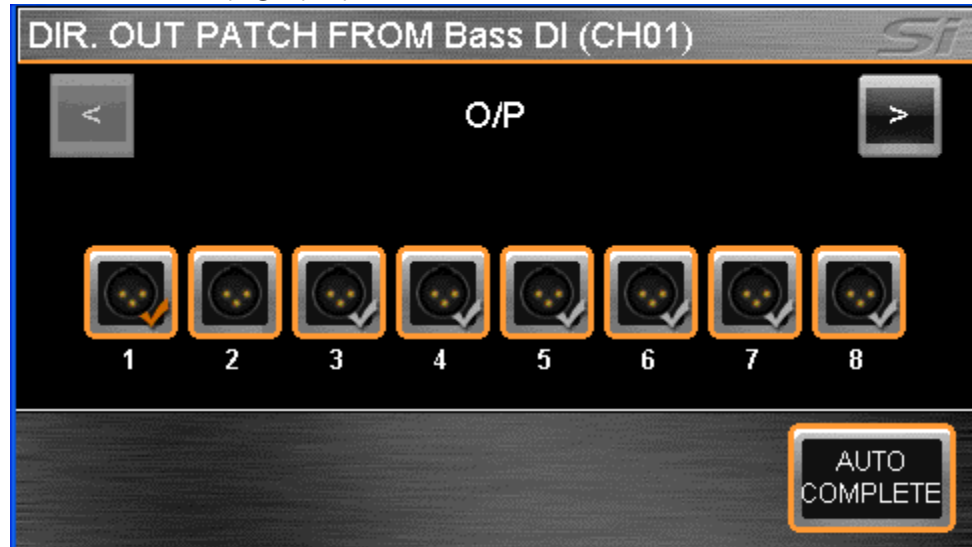 DIR. OUT PATCH FROM Bass DI (CH01)
Si
<
O/P
>
1 2 3 4 5 6 7 8
AUTO
COMPLETE